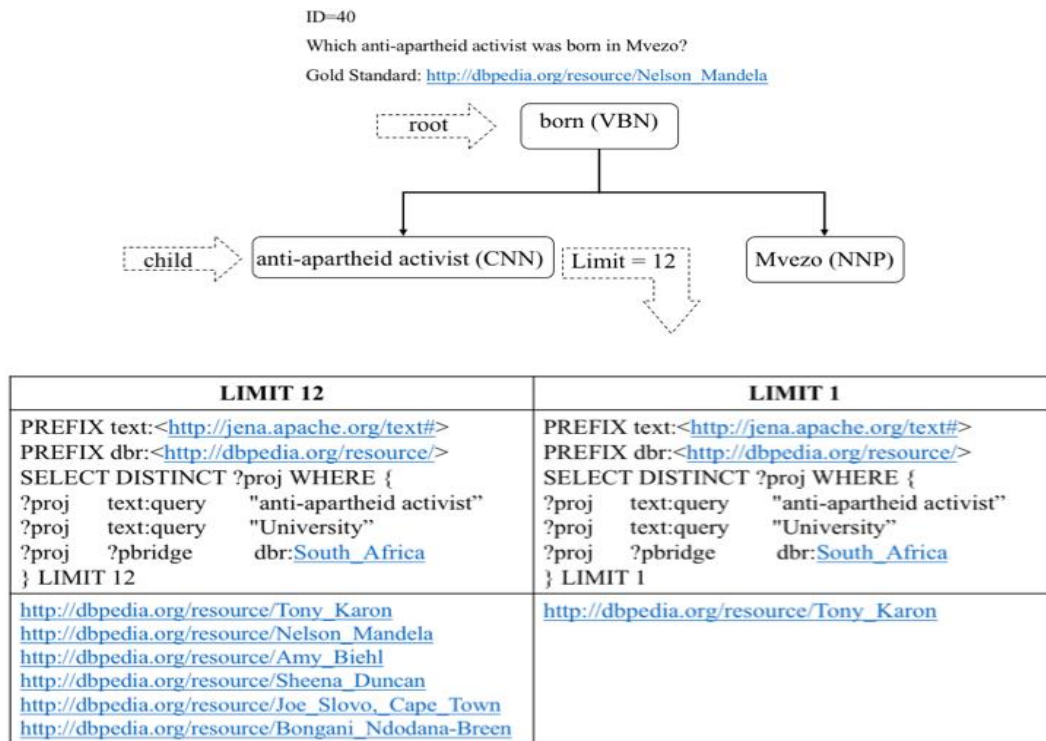 ID=40
Which anti-apartheid activist was born in Mvezo?
Gold Standard: http://dbpedia.org/resource/Nelson_Mandela
root
born (VBN)
child
anti-apartheid activist (CNN)
Limit = 12
Mvezo (NNP)
LIMIT 12
PREFIX text:<http://jena.apache.org/text#>
PREFIX dbr:<http://dbpedia.org/resource/>
SELECT DISTINCT ?proj WHERE {
?proj text:query "anti-apartheid activist”
?proj text:query "University”
?proj ?pbridge dbr:South_Africa
} LIMIT 12
http://dbpedia.org/resource/Tony_Karon
http://dbpedia.org/resource/Nelson_Mandela
http://dbpedia.org/resource/Amy_Biehl
http://dbpedia.org/resource/Sheena_Duncan
http://dbpedia.org/resource/Joe_Slovo,_Cape_Town
http://dbpedia.org/resource/Bongani_Ndodana-Breen
LIMIT 1
PREFIX text:<http://jena.apache.org/text#>
PREFIX dbr:<http://dbpedia.org/resource/>
SELECT DISTINCT ?proj WHERE {
?proj text:query "anti-apartheid activist”
?proj text:query "University”
?proj ?pbridge dbr:South_Africa
} LIMIT 1
http://dbpedia.org/resource/Tony_Karon